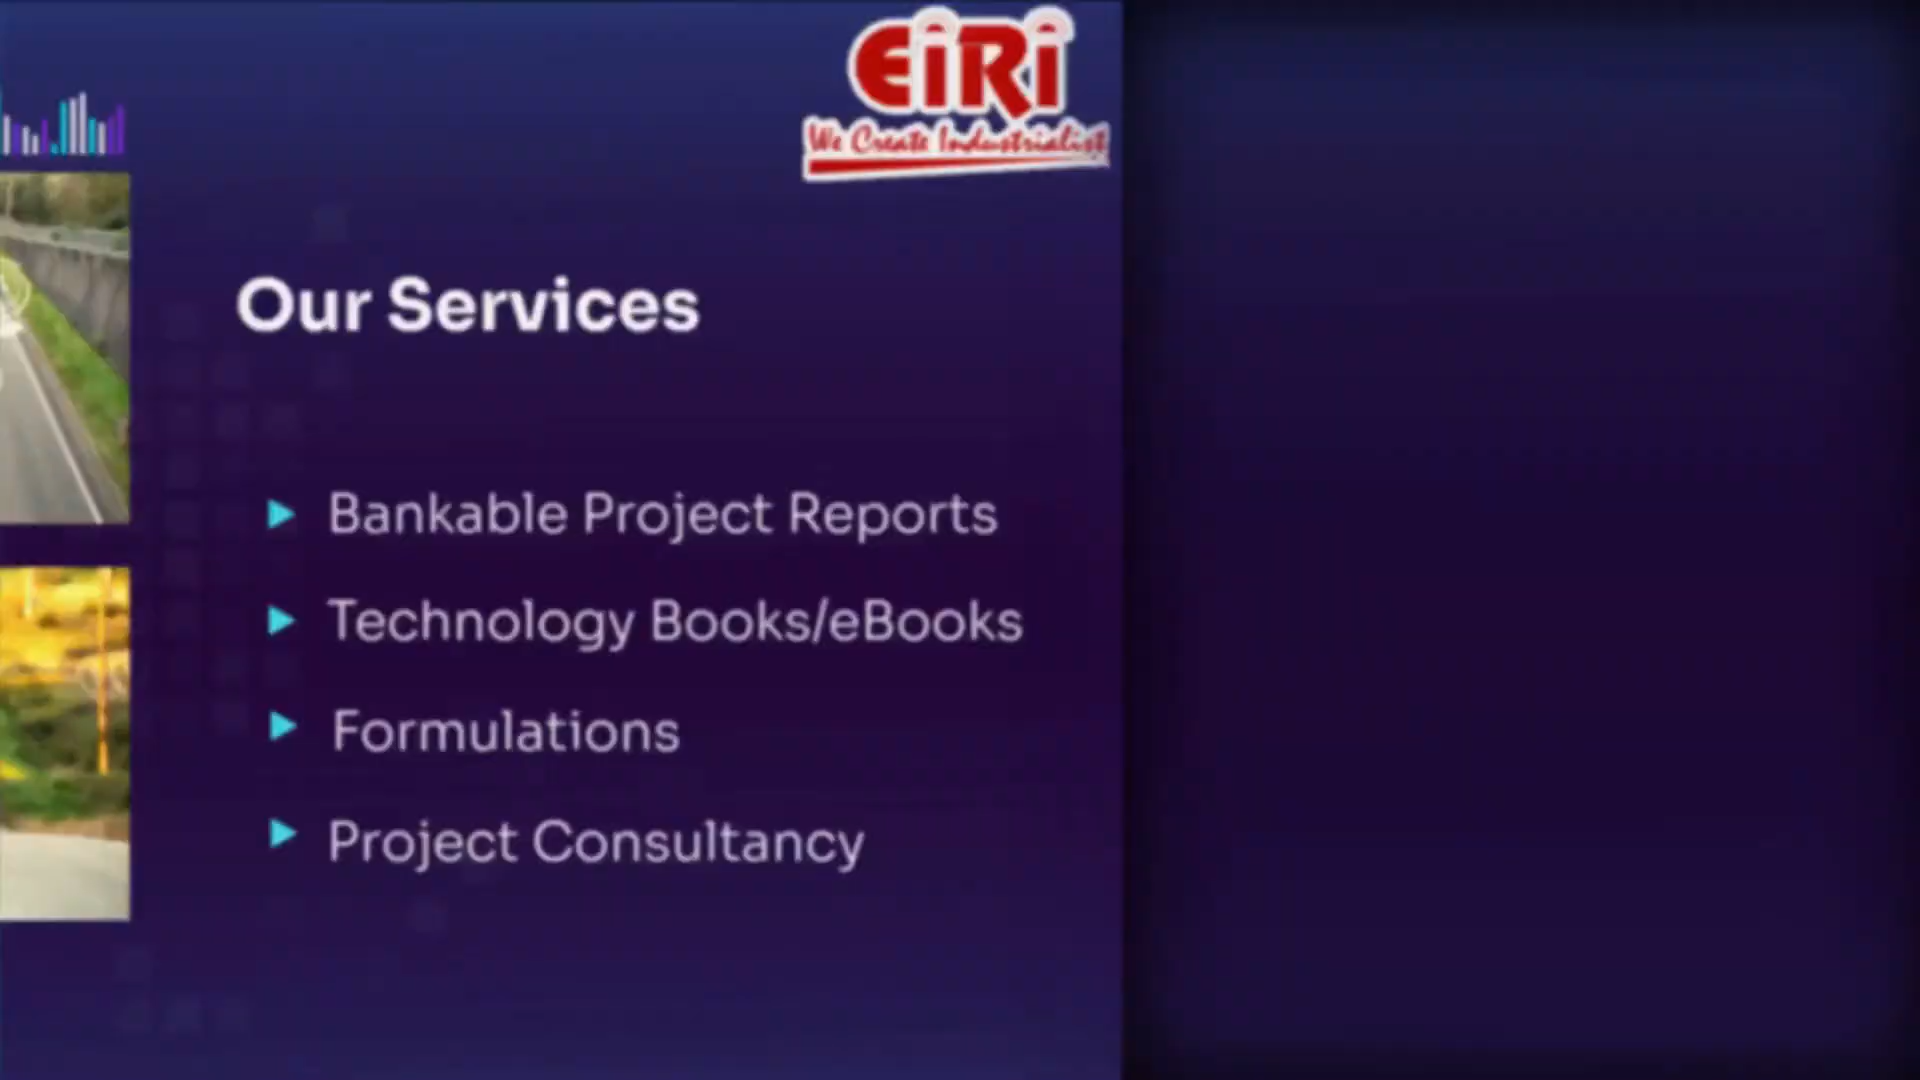 EiRi
We Create Industrialist
Our Services
Bankable Project Reports
Technology Books/eBooks
Formulations
Project Consultancy